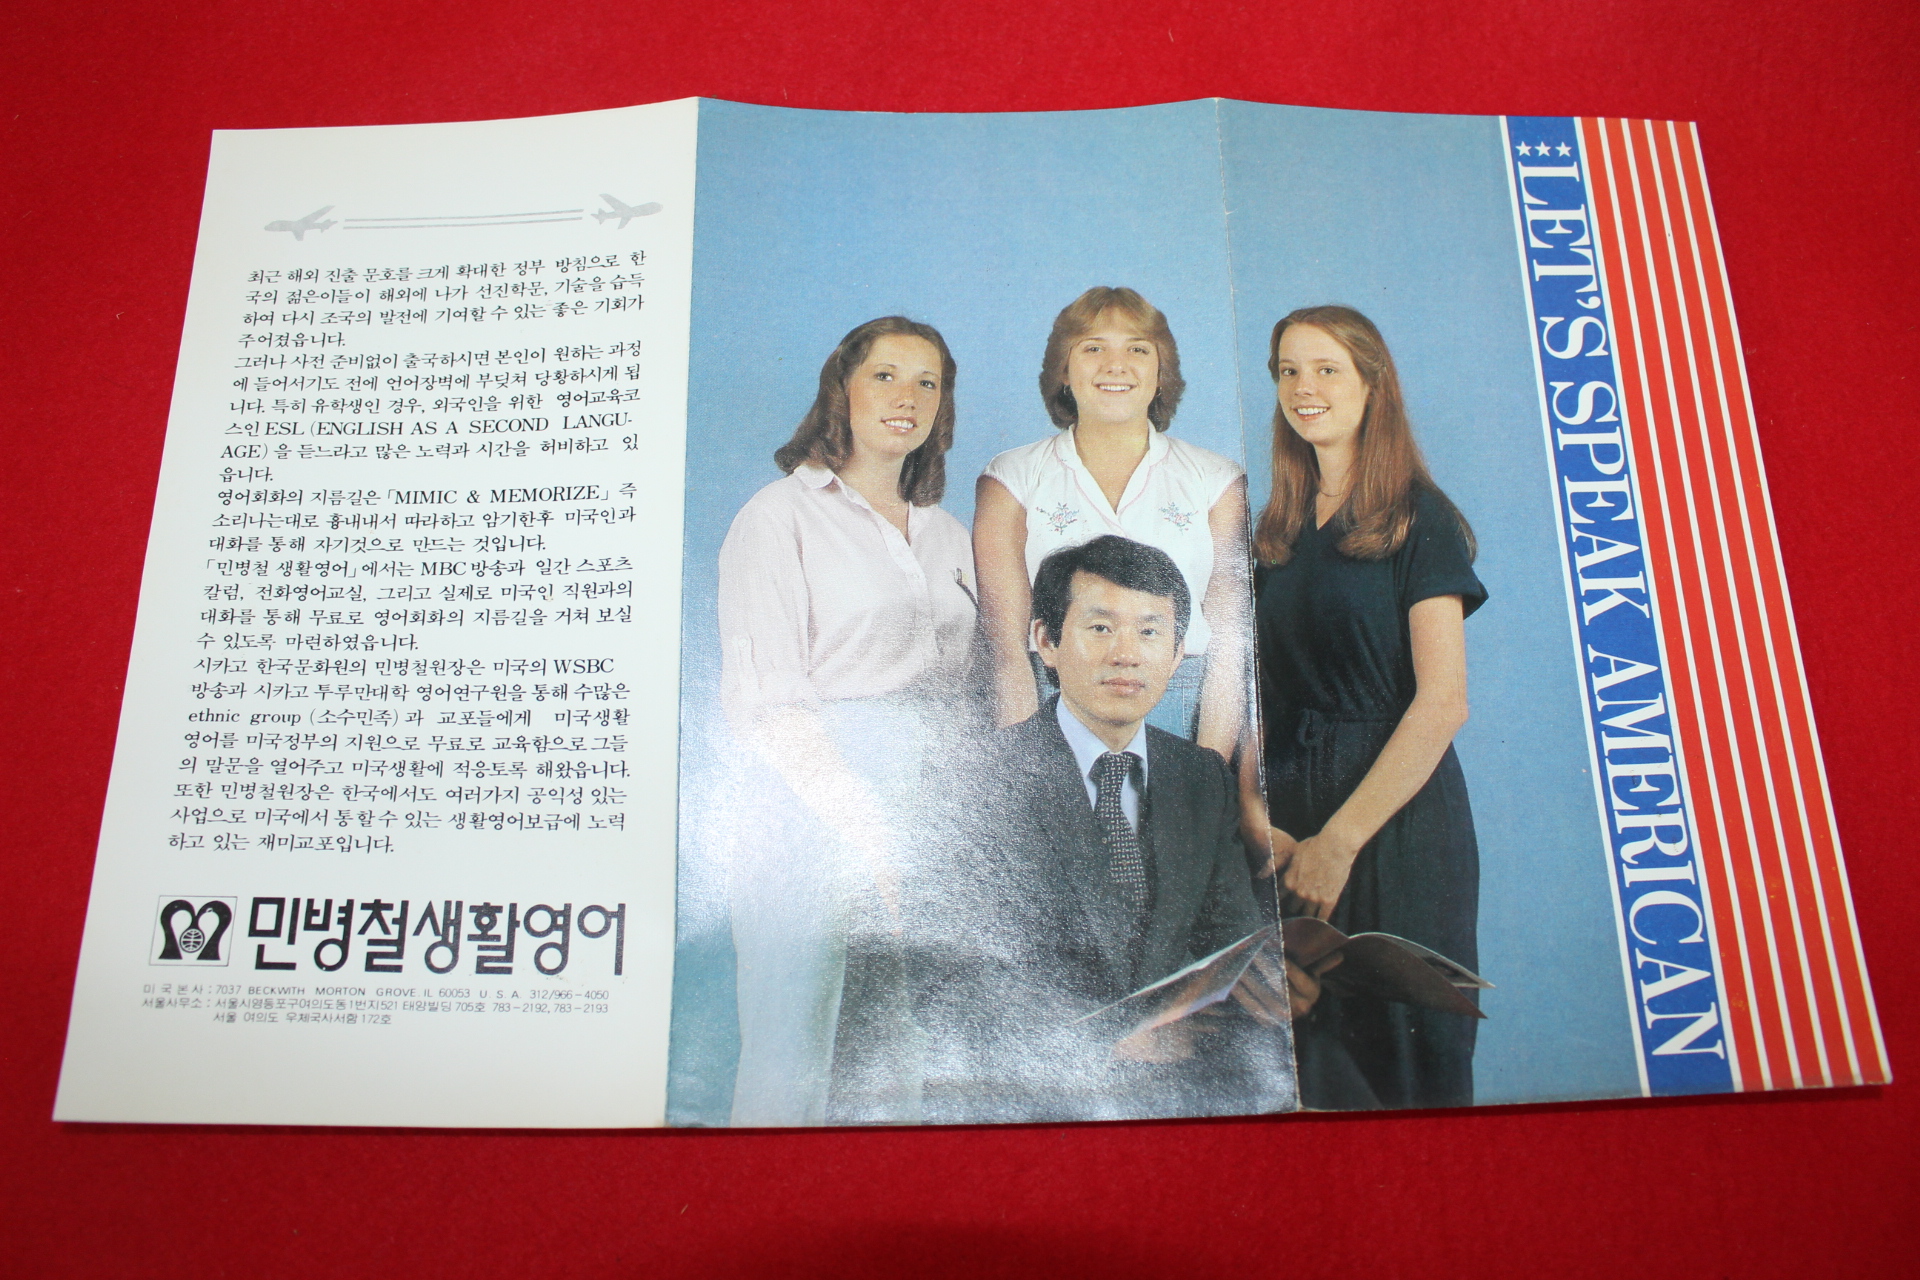 최근 해외 진출 문호를 크게 확대한 정부 방침으로 한
국의 젊은이들이 해외에 나가 선진학문, 기술을 습득
하여 다시 조국의 발전에 기여할 수 있는 좋은 기회가
주어졌읍니다.
그러나 사전 준비없이 출국하시면 본인이 원하는 과정
에 들어서기도 전에 언어장벽에 부딪쳐 당황하시게 됩
니다. 특히 유학생인 경우, 외국인을 위한 영어교육코
스인 ESL (ENGLISH AS A SECOND LANGU-
AGE) 을 듣느라고 많은 노력과 시간을 허비하고 있
읍니다.
영어회화의 지름길은 「MIMIC & MEMORIZE」 즉
소리나는대로 흉내내서 따라하고 암기한후 미국인과
대화를 통해 자기것으로 만드는 것입니다.
「민병철 생활영어」에서는 MBC 방송과 일간 스포츠
칼럼, 전화영어교실, 그리고 실제로 미국인 직원과의
대화를 통해 무료로 영어회화의 지름길을 거쳐 보실
수 있도록 마련하였읍니다.
시카고 한국문화원의 민병철원장은 미국의 WSBC
방송과 시카고 투루만대학 영어연구원을 통해 수많은
ethnic group (소수민족) 과 교포들에게 미국생활
영어를 미국정부의 지원으로 무료로 교육함으로 그들
의 말문을 열어주고 미국생활에 적응토록 해왔읍니다.
또한 민병철원장은 한국에서도 여러가지 공익성 있는
사업으로 미국에서 통할 수 있는 생활영어보급에 노력
하고 있는 재미교포입니다.
민병철생활영어
미국본사 : 7037 BECKWITH MORTON GROVE. IL 60053 U.S.A. 312/966-4050
서울사무소 : 서울시영등포구여의도동1번지521 태양빌딩 705호 783-2192, 783-2193
서울 여의도 우체국사서함 172호
LET'S SPEAK AMERICAN